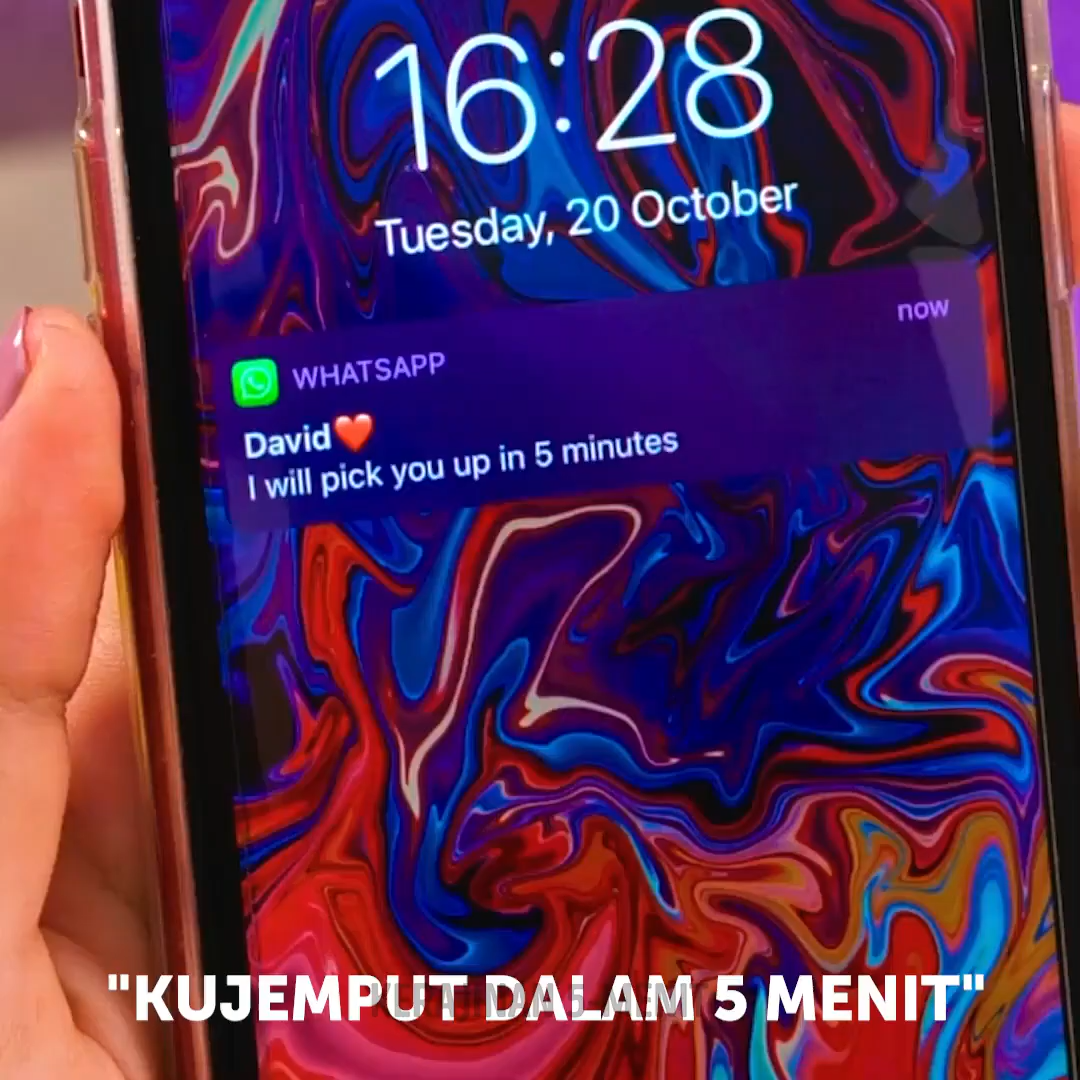 16:28
Tuesday, 20 October
now
WHATSAPP
David❤️
I will pick you up in 5 minutes
"KUJEMPUT DALAM 5 MENIT"